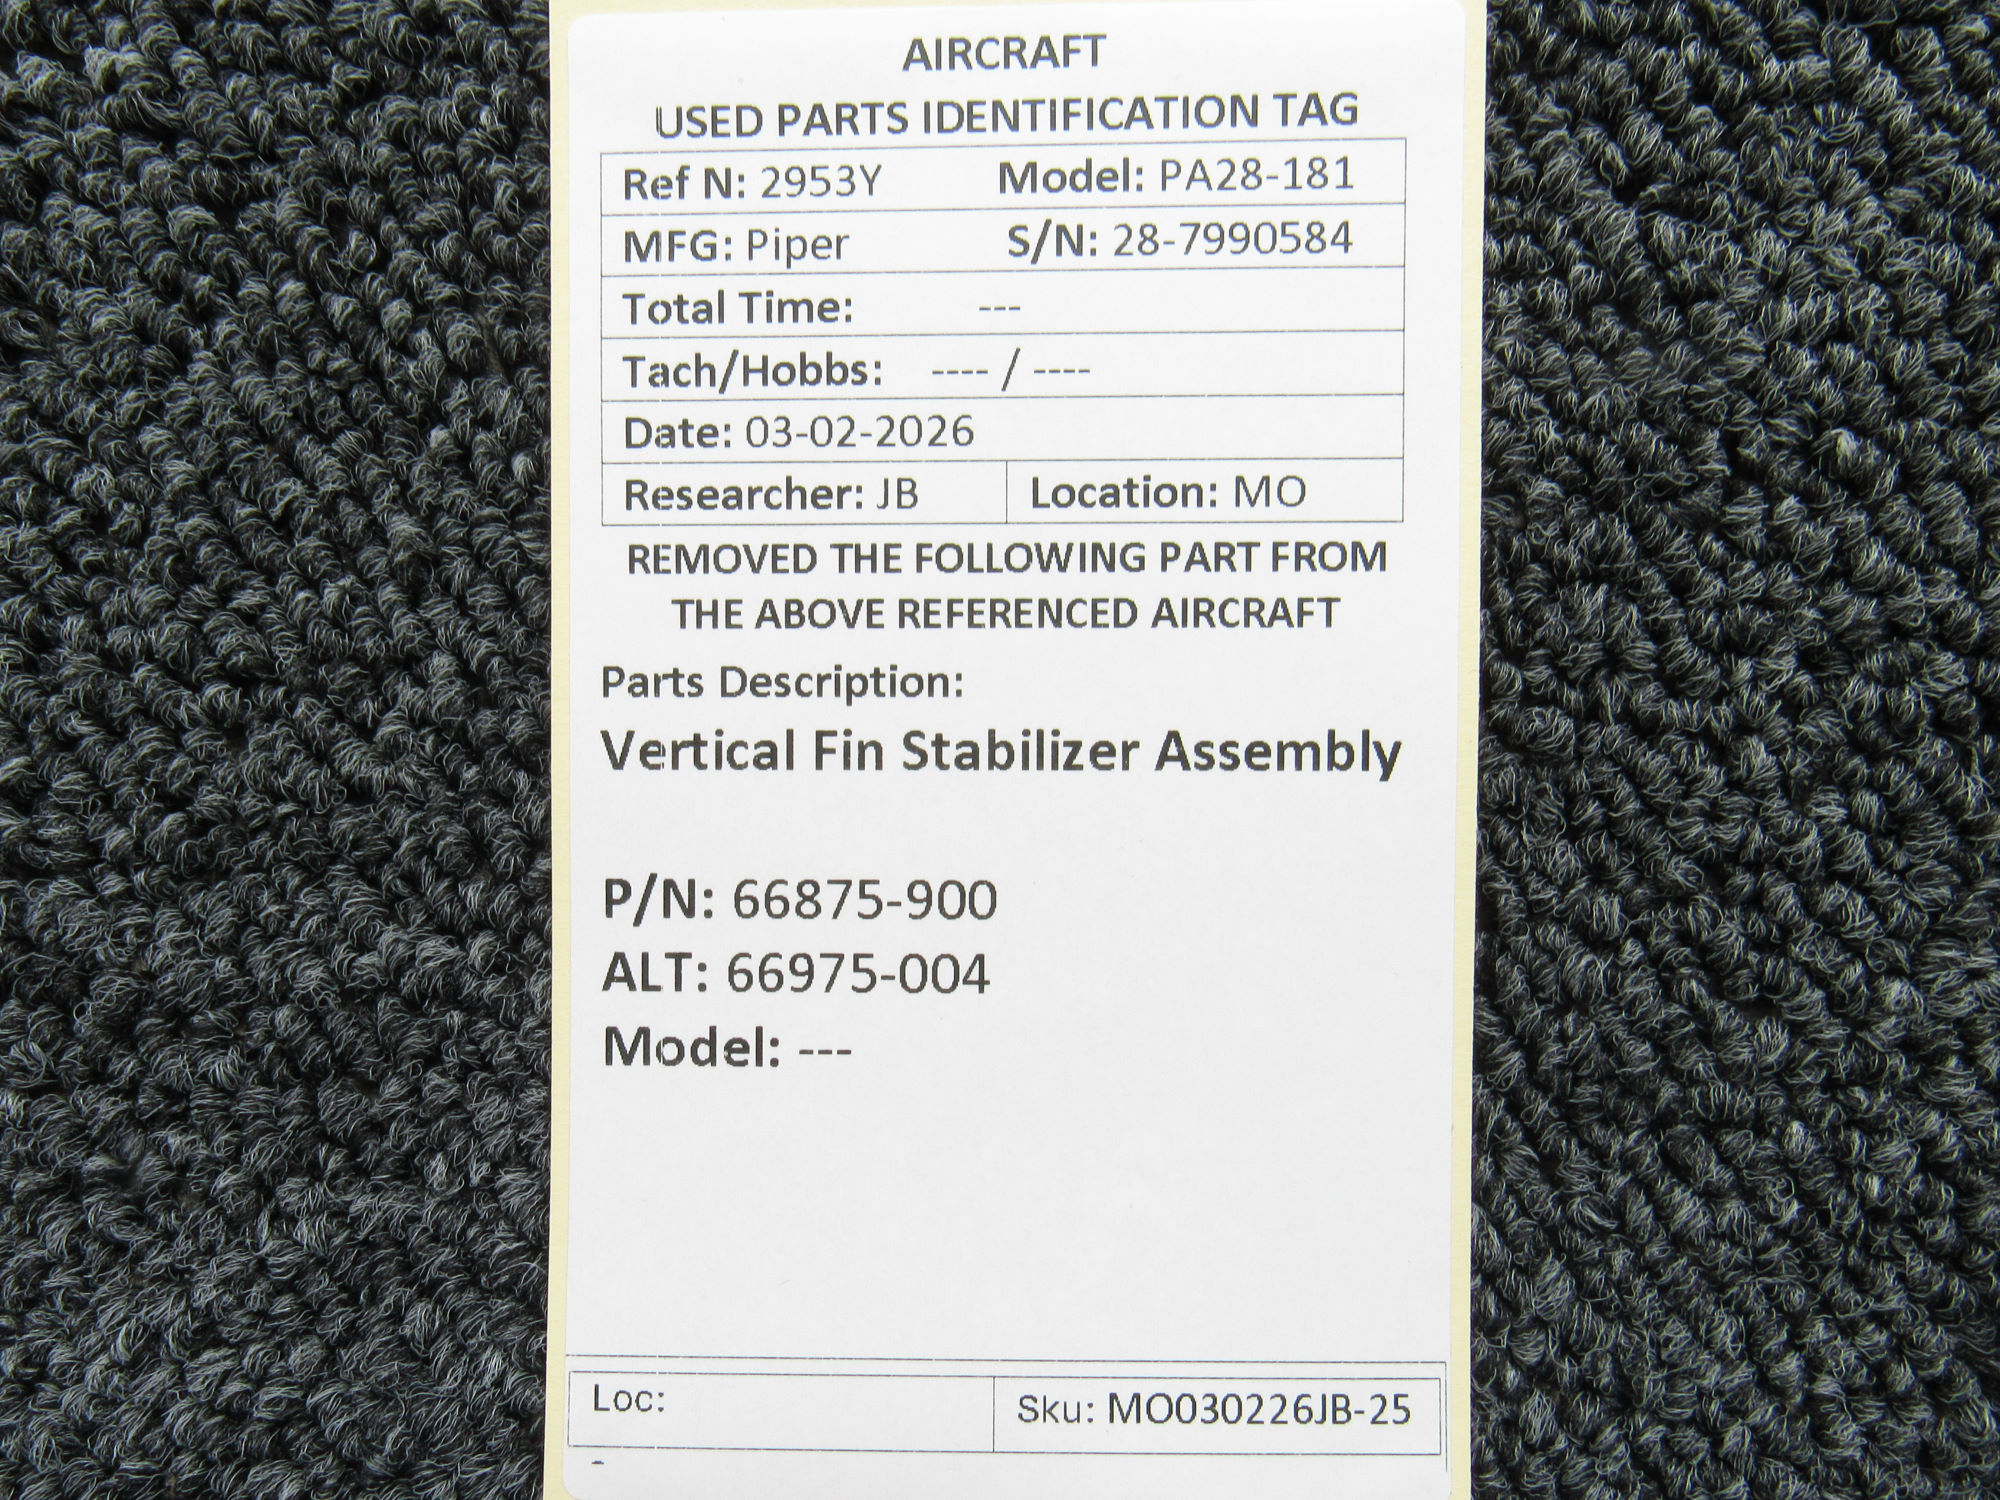 AIRCRAFT
USED PARTS IDENTIFICATION TAG
Ref N: 2953Y Model: PA28-181
MFG: Piper S/N: 28-7990584
Total Time: ---
Tach/Hobbs: ---- / ----
Date: 03-02-2026
Researcher: JB Location: MO
REMOVED THE FOLLOWING PART FROM
THE ABOVE REFERENCED AIRCRAFT
Parts Description:
Vertical Fin Stabilizer Assembly
P/N: 66875-900
ALT: 66975-004
Model: ---
Loc: Sku: MO030226JB-25